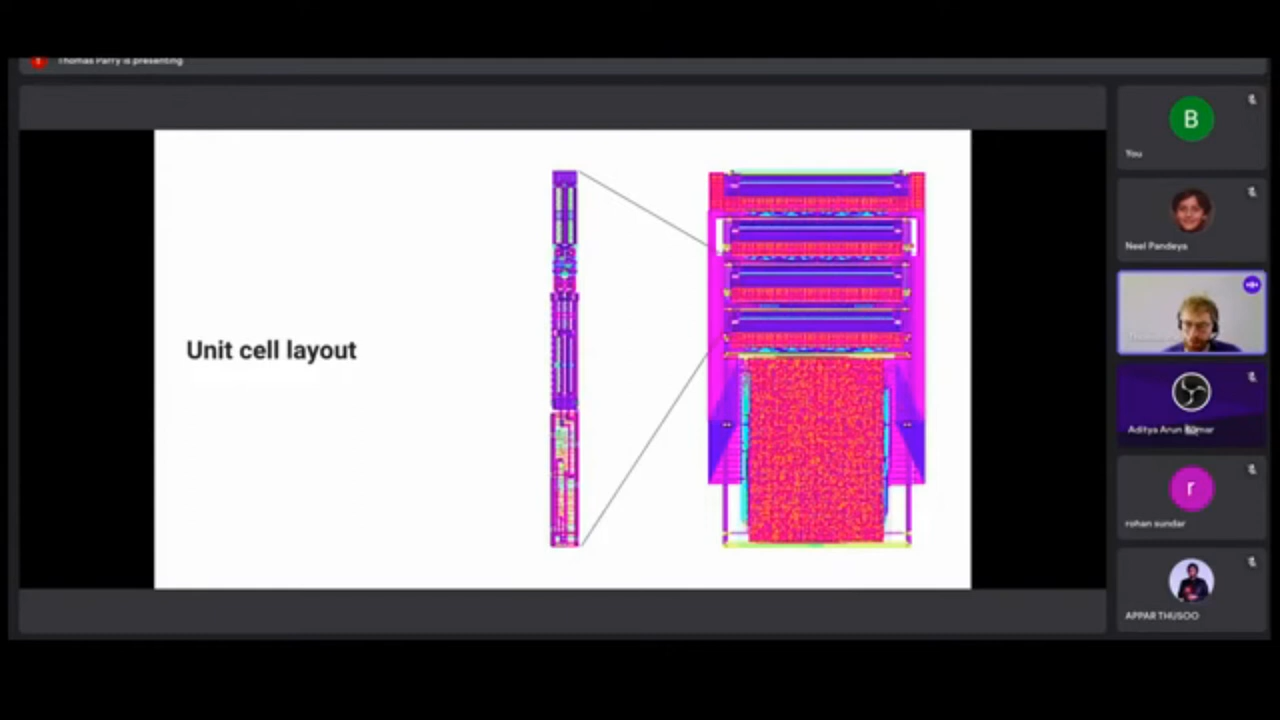 T
Thomas Parry is presenting
Unit cell layout
B
You
Neel Pandeya
Aditya Arun Kumar
r
rohan sundar
APPAR THUSOO